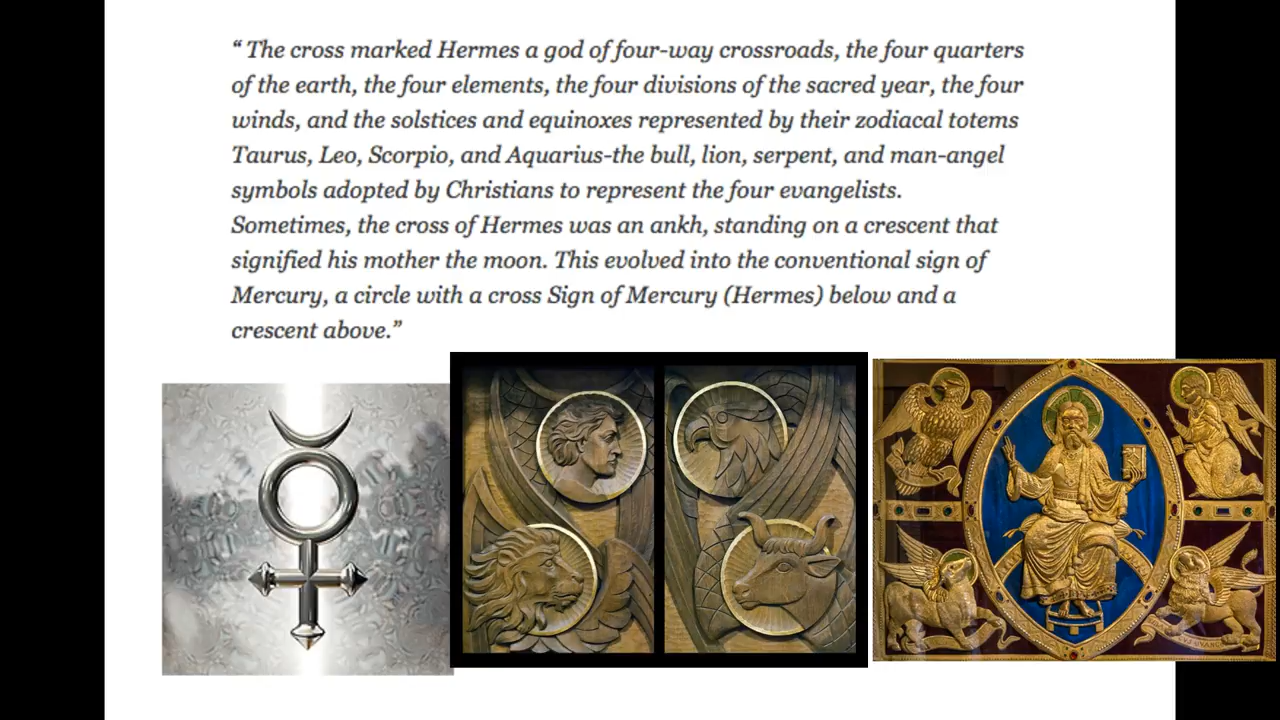 “ The cross marked Hermes a god of four-way crossroads, the four quarters
of the earth, the four elements, the four divisions of the sacred year, the four
winds, and the solstices and equinoxes represented by their zodiacal totems
Taurus, Leo, Scorpio, and Aquarius-the bull, lion, serpent, and man-angel
symbols adopted by Christians to represent the four evangelists.
Sometimes, the cross of Hermes was an ankh, standing on a crescent that
signified his mother the moon. This evolved into the conventional sign of
Mercury, a circle with a cross Sign of Mercury (Hermes) below and a
crescent above.”